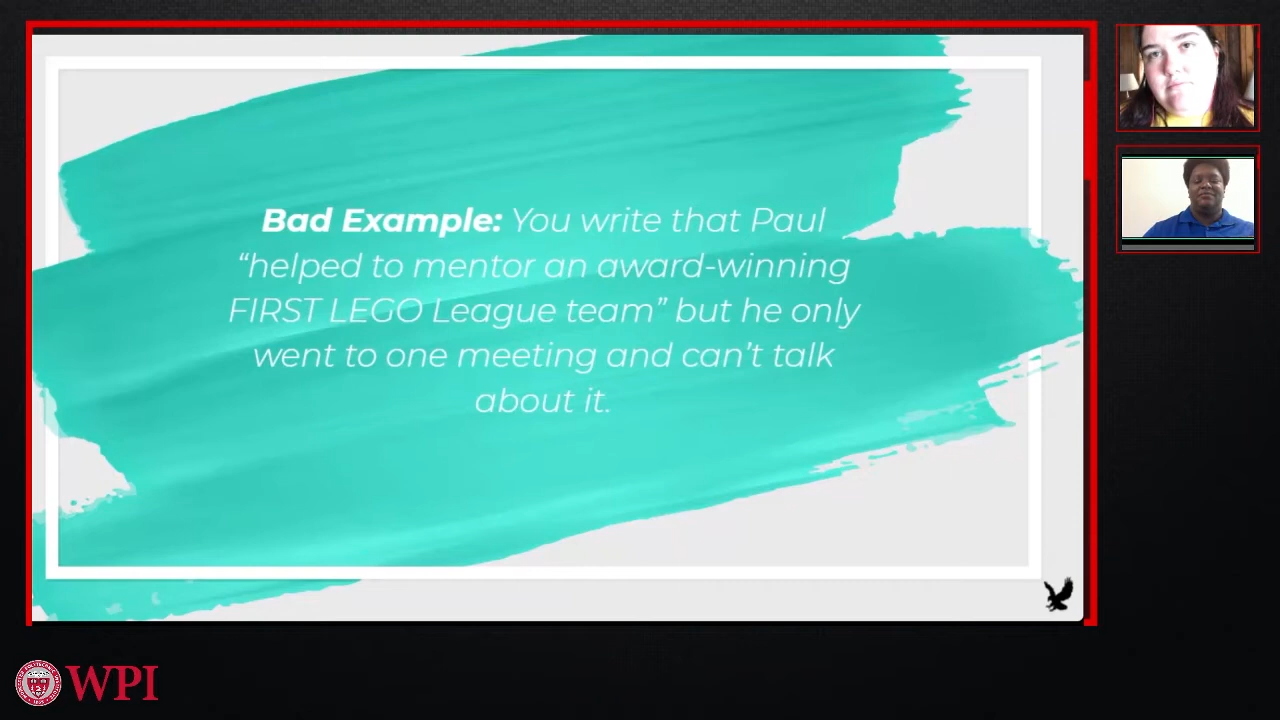 Bad Example: You write that Paul
“helped to mentor an award-winning
FIRST LEGO League team” but he only
went to one meeting and can’t talk
about it.
WPI